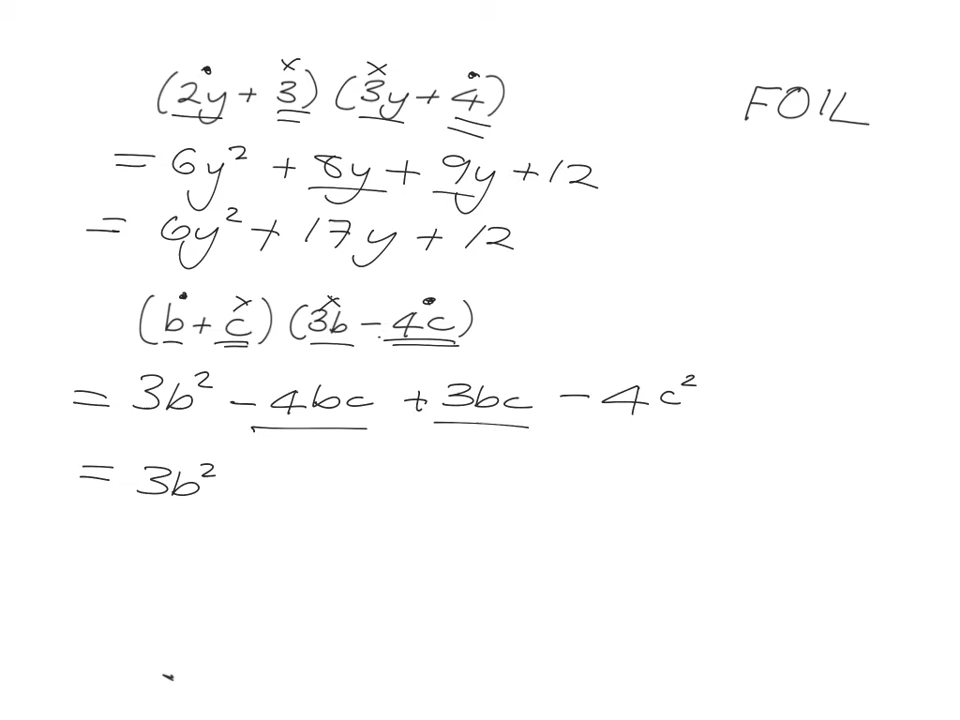 (2y + 3) (3y + 4) FOIL
= 6y² + 8y + 9y + 12
= 6y² + 17y + 12
(b + c) (3b - 4c)
= 3b² - 4bc + 3bc - 4c²
= 3b²